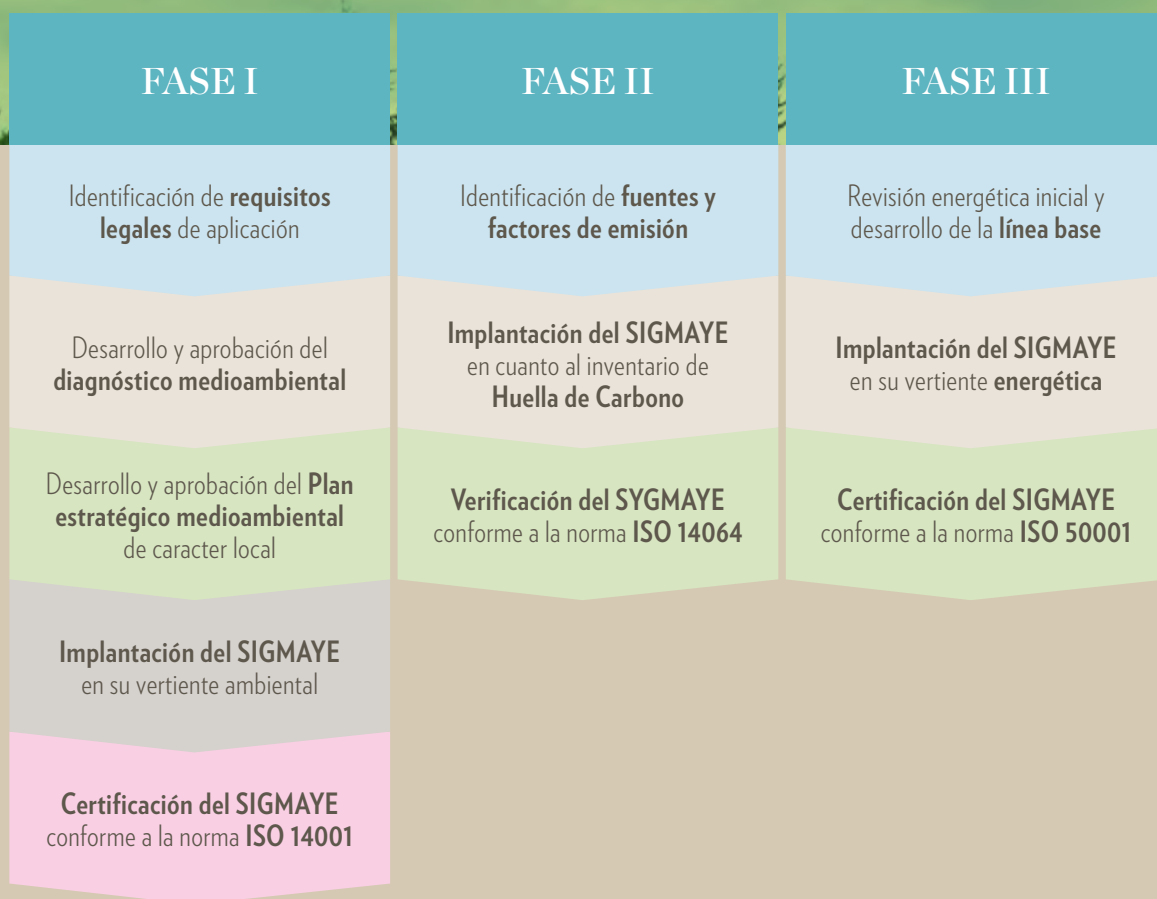 FASE I
Identificación de requisitos
legales de aplicación
Desarrollo y aprobación del
diagnóstico medioambiental
Desarrollo y aprobación del Plan
estratégico medioambiental
de caracter local
Implantación del SIGMAYE
en su vertiente ambiental
Certificación del SIGMAYE
conforme a la norma ISO 14001
FASE II
Identificación de fuentes y
factores de emisión
Implantación del SIGMAYE
en cuanto al inventario de
Huella de Carbono
Verificación del SYGMAYE
conforme a la norma ISO 14064
FASE III
Revisión energética inicial y
desarrollo de la línea base
Implantación del SIGMAYE
en su vertiente energética
Certificación del SIGMAYE
conforme a la norma ISO 50001